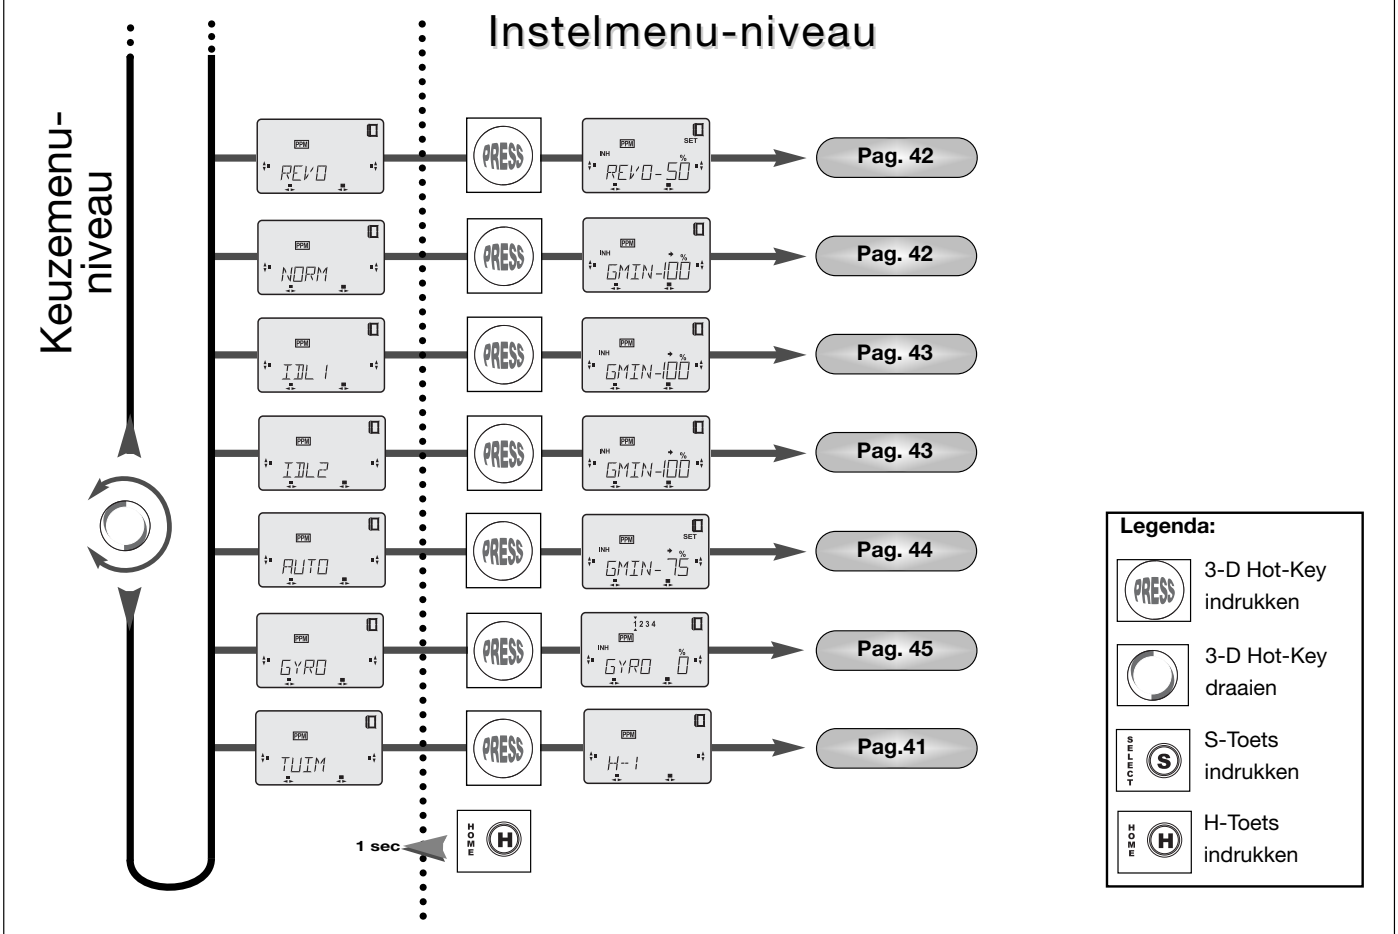 Instelmenu-niveau
Keuzemenu-
niveau
PPM
REVO
PRESS
PPM
SET
INH
%
REVO-50
Pag. 42
PPM
NORM
PRESS
PPM
INH
%
GMIN-100
Pag. 42
PPM
IDL1
PRESS
PPM
INH
%
GMIN-100
Pag. 43
PPM
IDL2
PRESS
PPM
INH
%
GMIN-100
Pag. 43
PPM
AUTO
PRESS
PPM
SET
INH
%
GMIN-75
Pag. 44
PPM
GYRO
PRESS
1234
PPM
INH
%
GYRO 0
Pag. 45
PPM
TUIM
PRESS
PPM
H-1
Pag.41
1 sec
HOME
H
Legenda:
PRESS
3-D Hot-Key
indrukken
3-D Hot-Key
draaien
SELECT
S
S-Toets
indrukken
HOME
H
H-Toets
indrukken